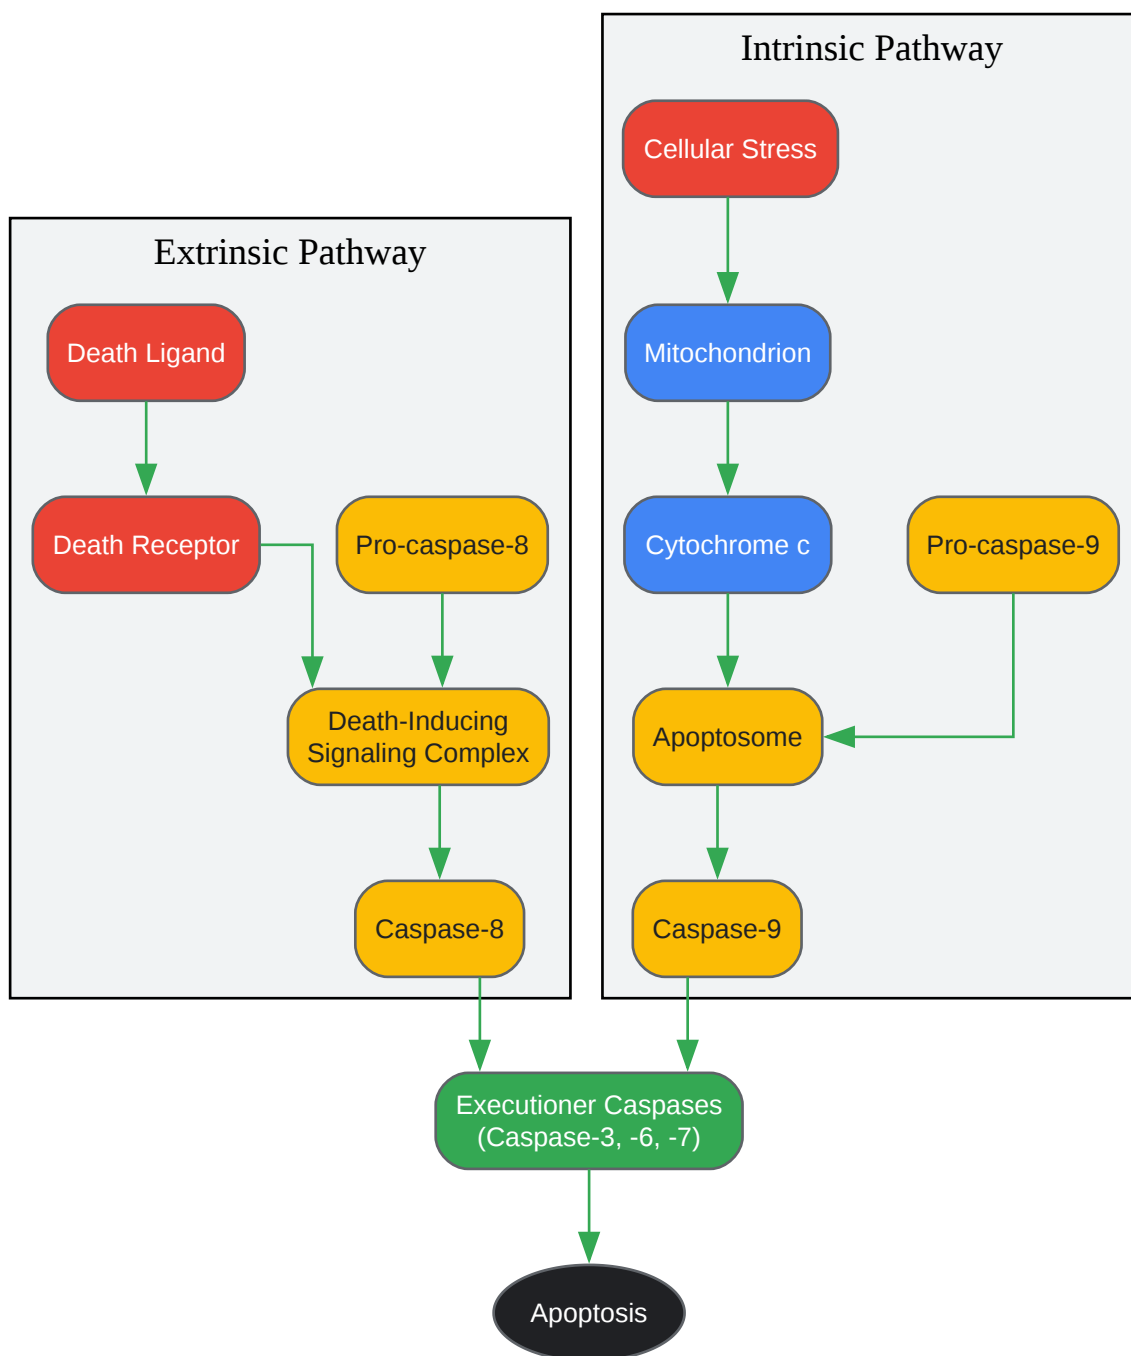 Intrinsic Pathway
Cellular Stress
Extrinsic Pathway
Death Ligand
Mitochondrion
Death Receptor
Pro-caspase-8
Cytochrome c
Pro-caspase-9
Death-Inducing
Signaling Complex
Apoptosome
Caspase-8
Caspase-9
Executioner Caspases
(Caspase-3, -6, -7)
Apoptosis